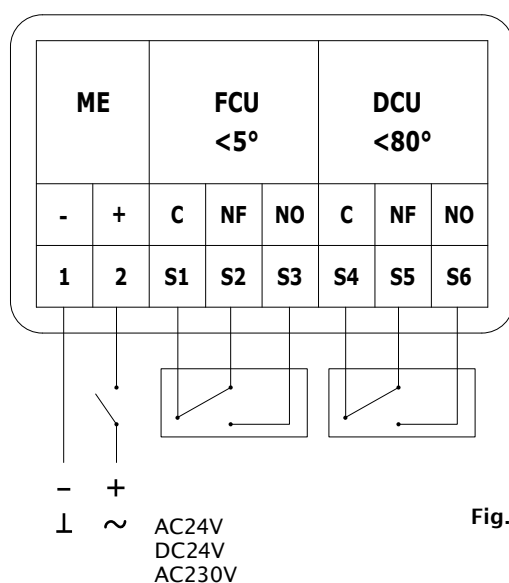 ME FCU DCU
<5° <80°
- + C NF NO C NF NO
1 2 S1 S2 S3 S4 S5 S6
– +
⊥ ~ AC24V
DC24V
AC230V
Fig.